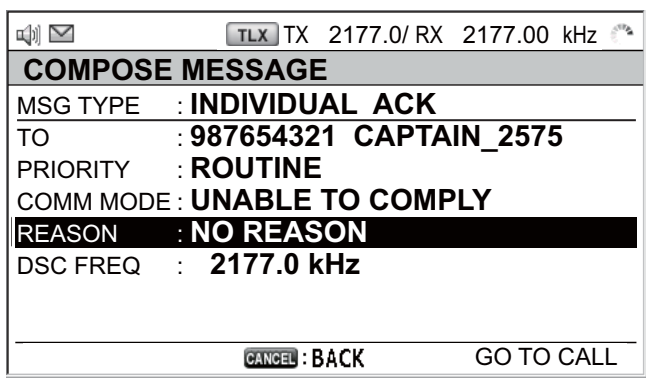 TLX TX 2177.0/ RX 2177.00 kHz
COMPOSE MESSAGE
MSG TYPE : INDIVIDUAL ACK
TO : 987654321 CAPTAIN_2575
PRIORITY : ROUTINE
COMM MODE : UNABLE TO COMPLY
REASON : NO REASON
DSC FREQ : 2177.0 kHz
CANCEL : BACK GO TO CALL